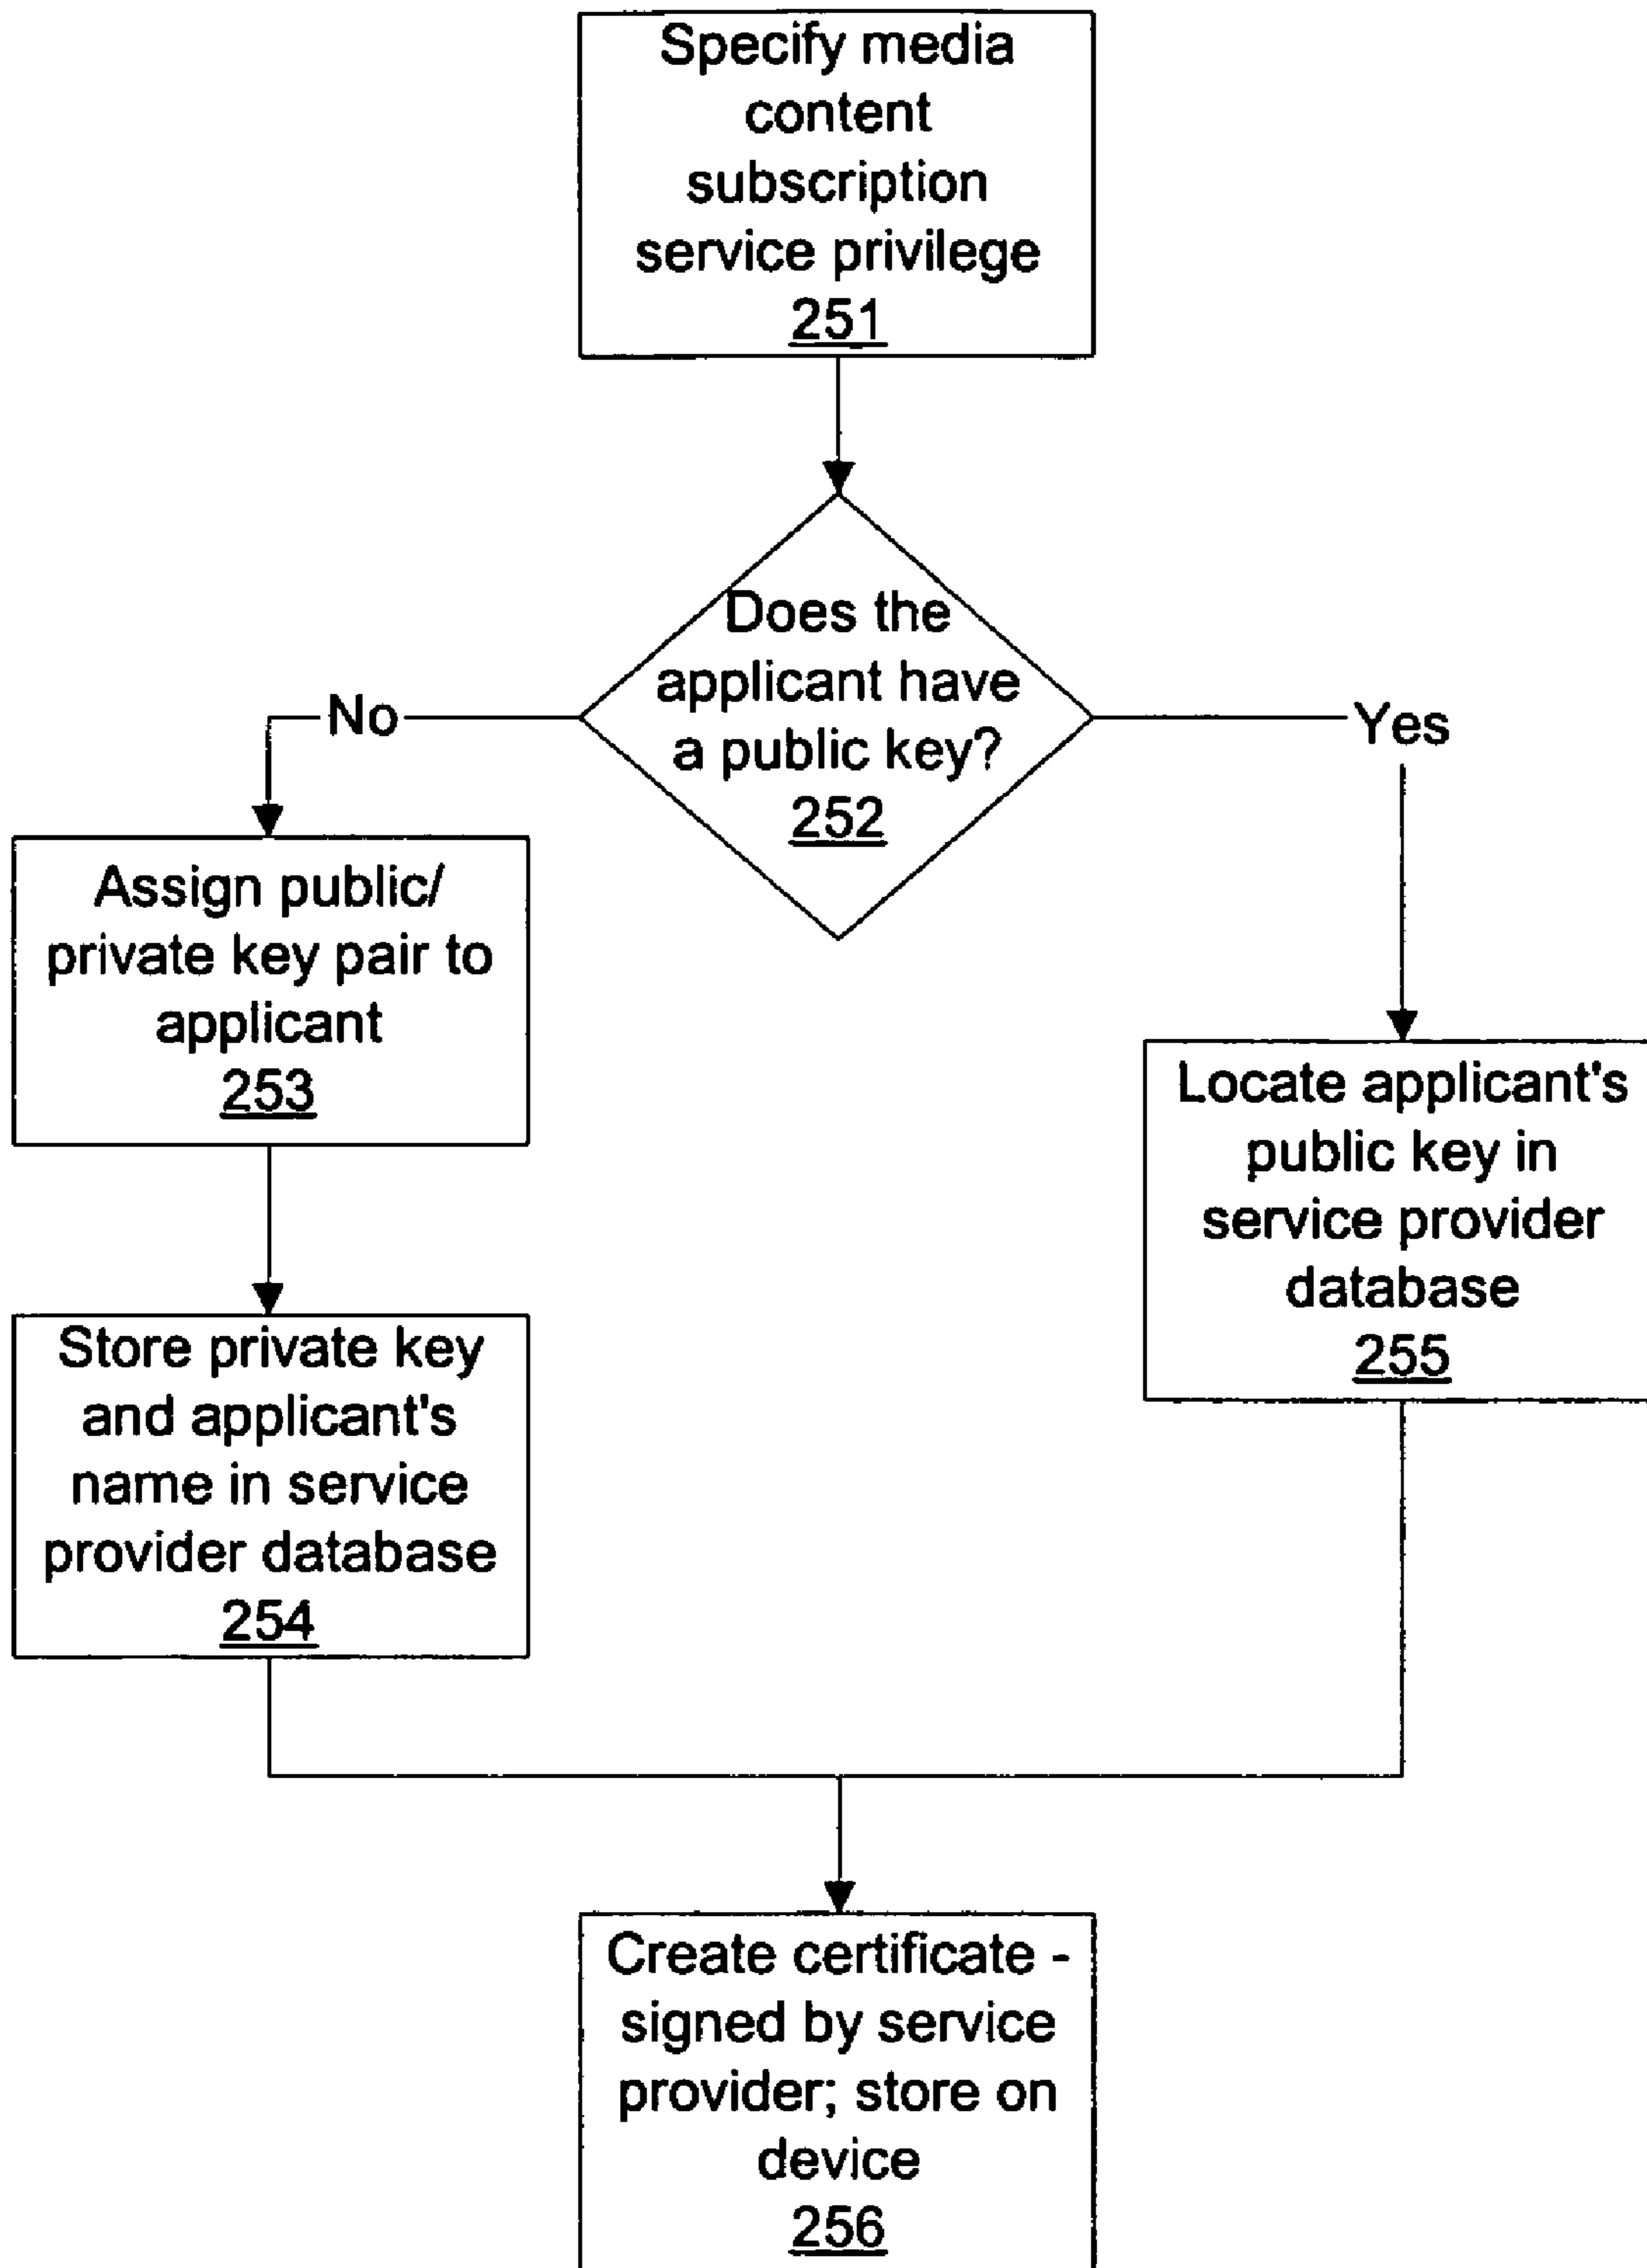 Specify media
content
subscription
service privilege
251
Does the
applicant have
a public key?
252
No
Yes
Assign public/
private key pair to
applicant
253
Store private key
and applicant's
name in service
provider database
254
Locate applicant's
public key in
service provider
database
255
Create certificate -
signed by service
provider; store on
device
256